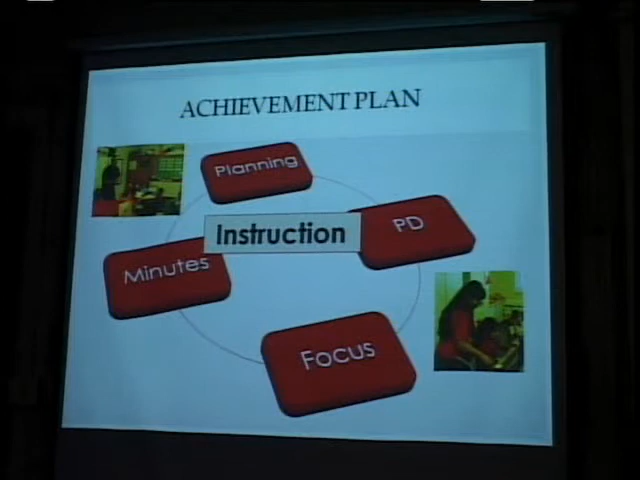 ACHIEVEMENT PLAN
Planning
Instruction
PD
Minutes
Focus